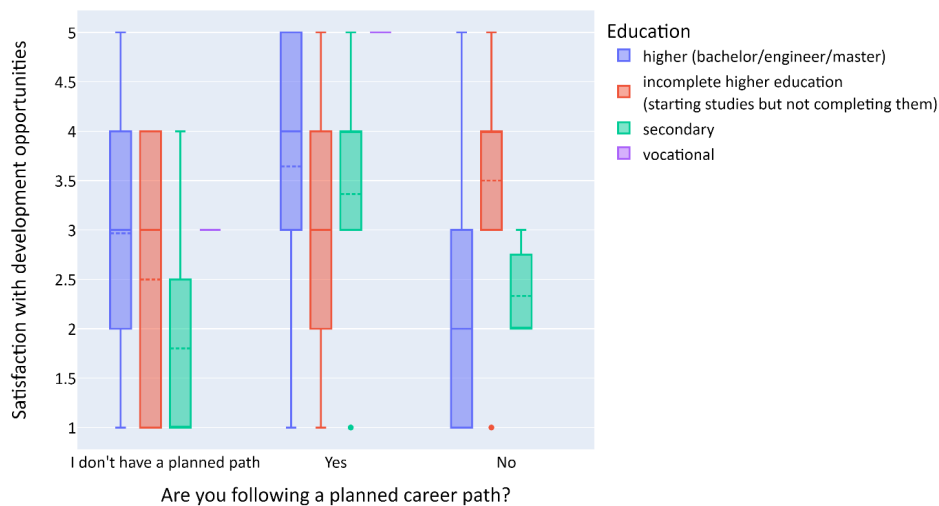 Satisfaction with development opportunities
5
4.5
4
3.5
3
2.5
2
1.5
1
I don't have a planned path
Yes
No
Are you following a planned career path?
Education
higher (bachelor/engineer/master)
incomplete higher education
(starting studies but not completing them)
secondary
vocational